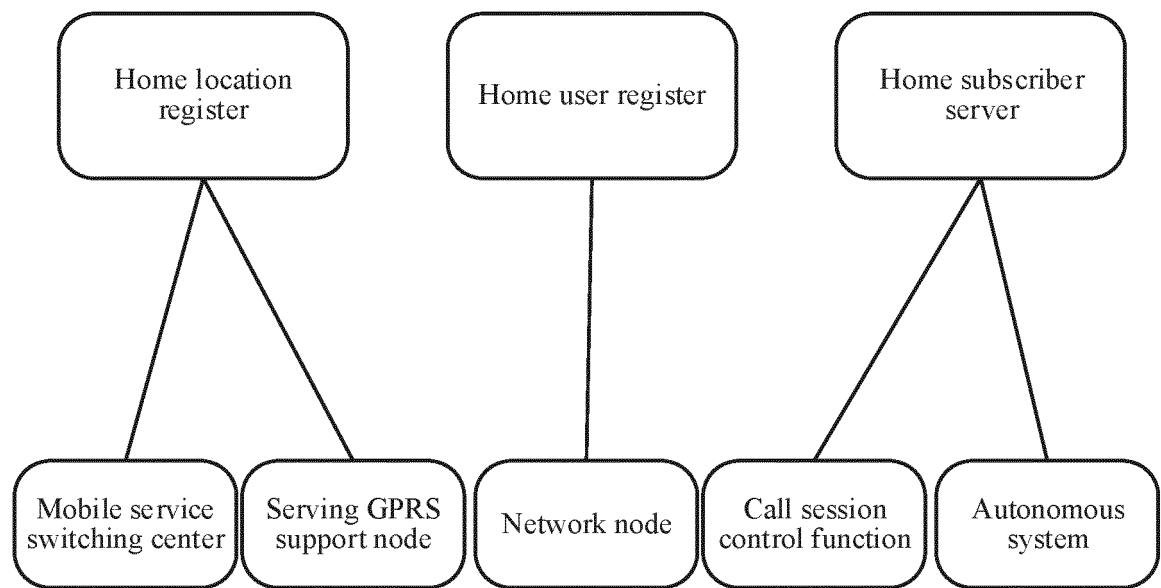 Home location
register
Home user register
Home subscriber
server
Mobile service
switching center
Serving GPRS
support node
Network node
Call session
control function
Autonomous
system